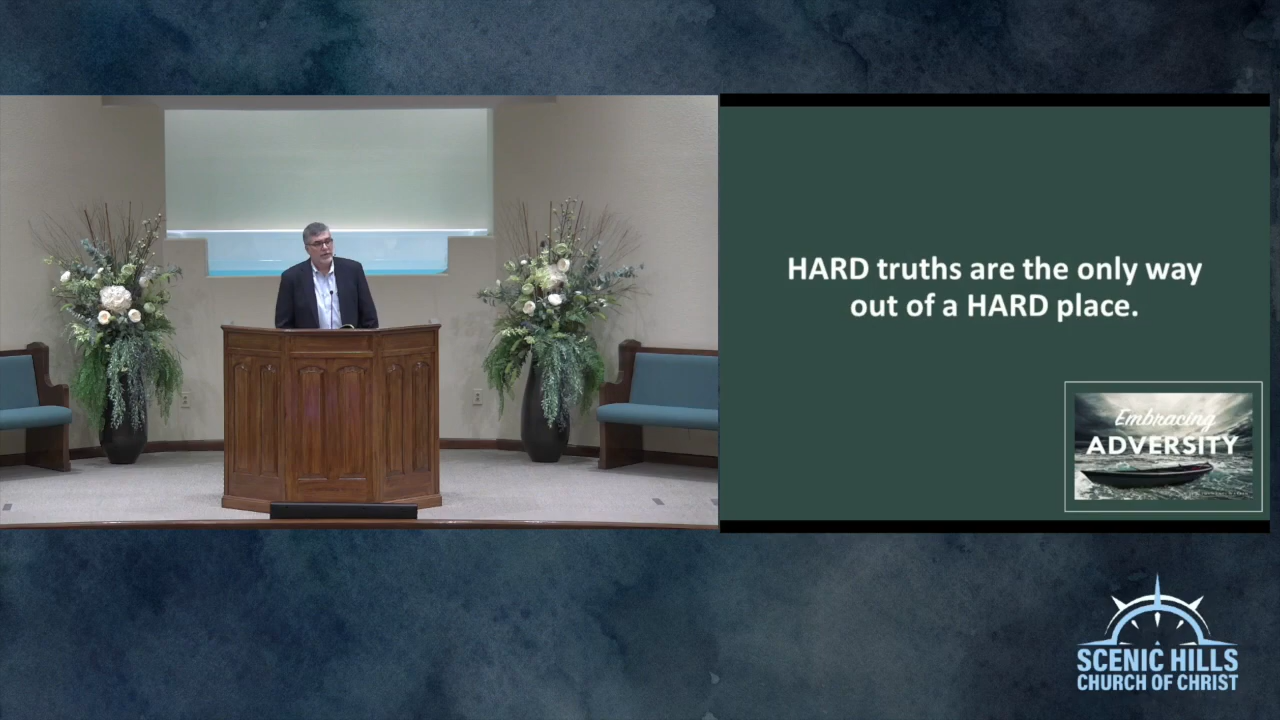 HARD truths are the only way
out of a HARD place.
Embracing
ADVERSITY
SCENIC HILLS
CHURCH OF CHRIST